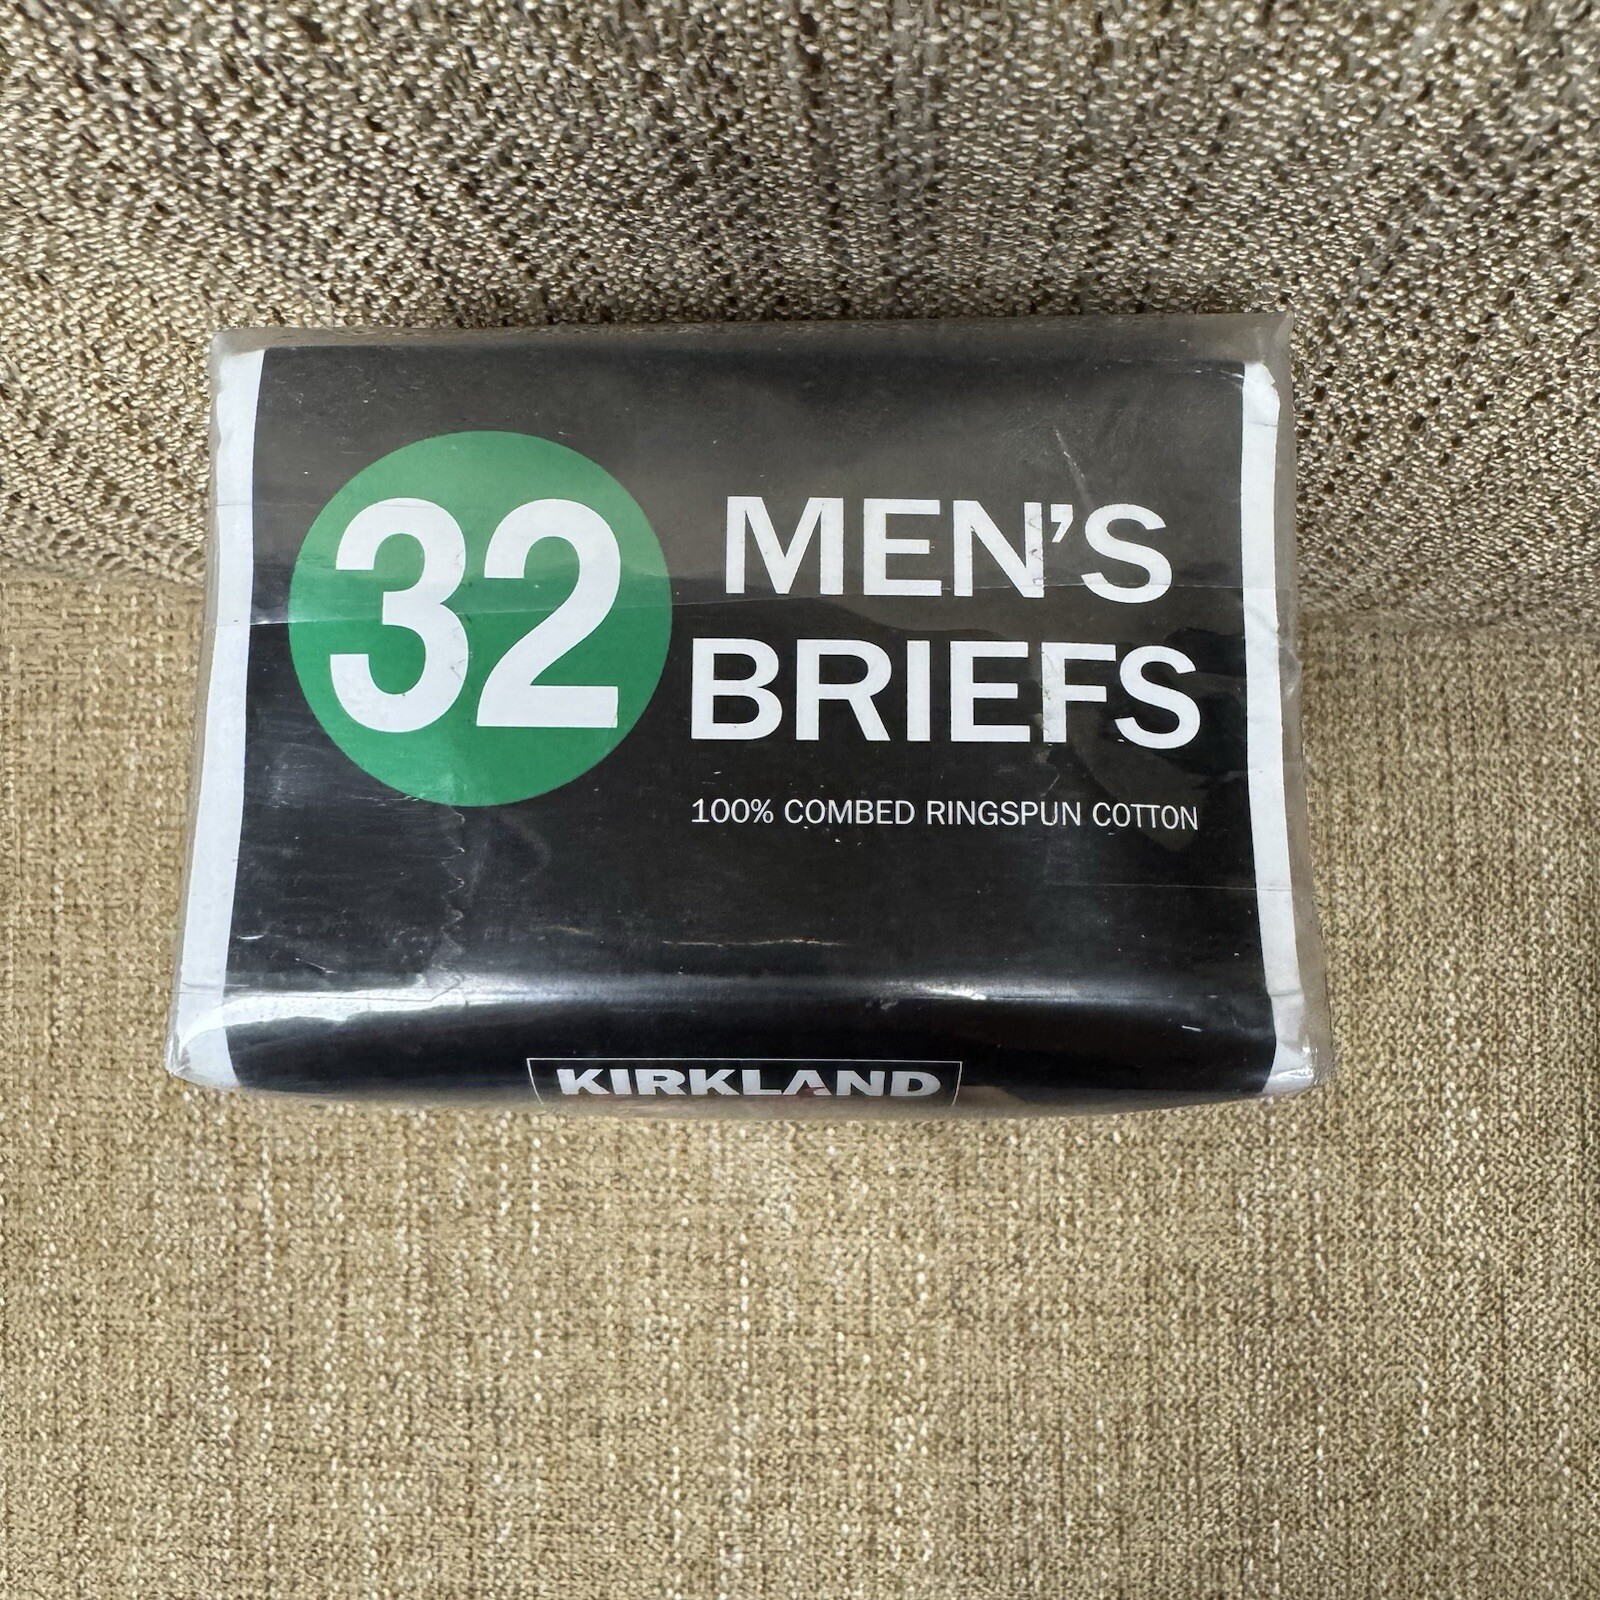 32
MEN'S
BRIEFS
100% COMBED RINGSPUN COTTON
KIRKLAND